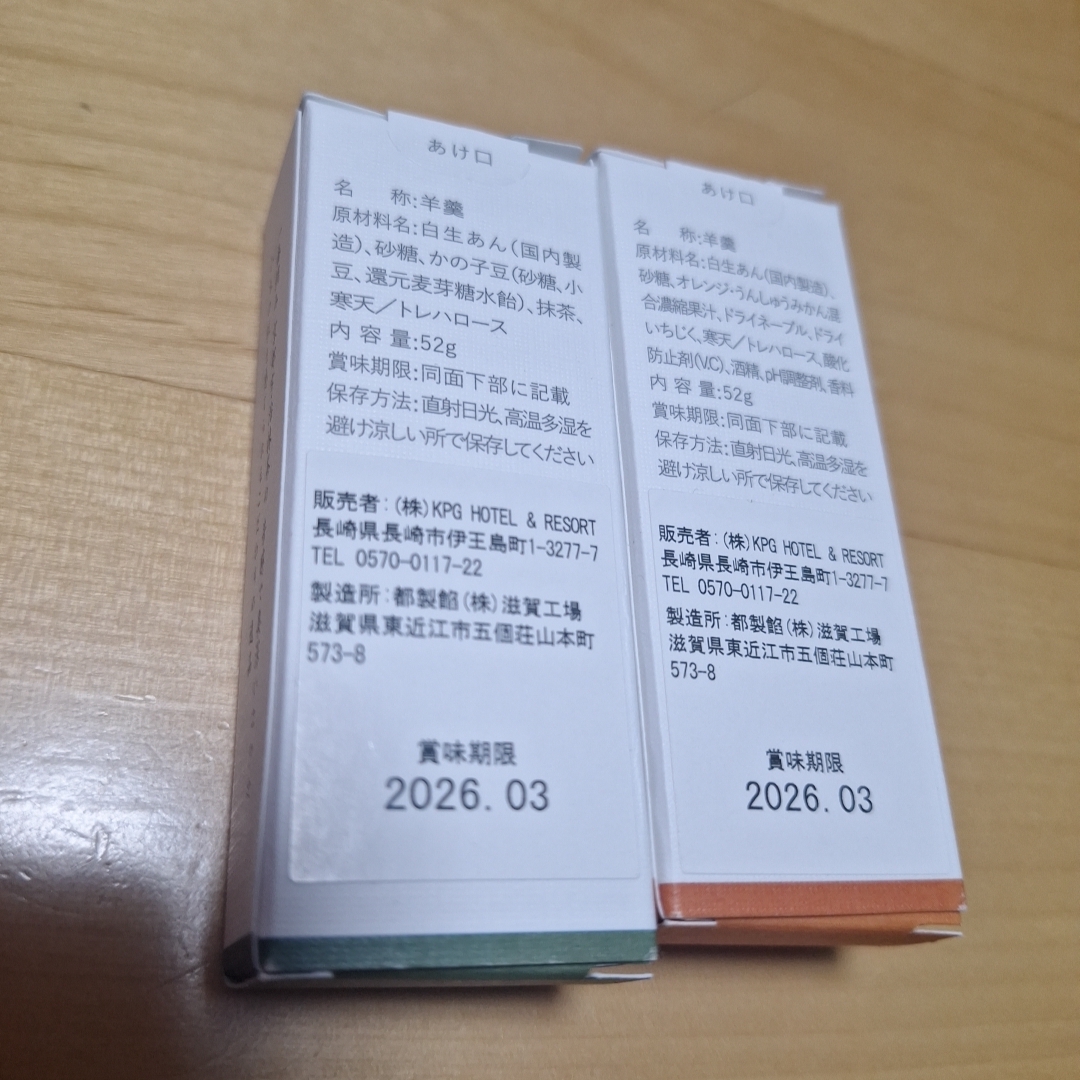 あけ口
名 称:羊羹
原材料名:白生あん(国内製
造)、砂糖、かの子豆(砂糖、小
豆、還元麦芽糖水飴)、抹茶、
寒天／トレハロース
内 容 量:52g
賞味期限:同面下部に記載
保存方法:直射日光、高温多湿を
避け涼しい所で保存してください
販売者:(株)KPG HOTEL & RESORT
長崎県長崎市伊王島町1-3277-7
TEL 0570-0117-22
製造所:都製餡(株)滋賀工場
滋賀県東近江市五個荘山本町
573-8
賞味期限
2026.03
あけ口
名 称:羊羹
原材料名:白生あん(国内製造)、
砂糖、オレンジ・うんしゅうみかん混
合濃縮果汁、ドライネーブル、ドライ
いちじく、寒天／トレハロース、酸化
防止剤(V.C)、酒精、pH調整剤、香料
内 容 量:52g
賞味期限:同面下部に記載
保存方法:直射日光、高温多湿を
避け涼しい所で保存してください
販売者:(株)KPG HOTEL & RESORT
長崎県長崎市伊王島町1-3277-7
TEL 0570-0117-22
製造所:都製餡(株)滋賀工場
滋賀県東近江市五個荘山本町
573-8
賞味期限
2026.03